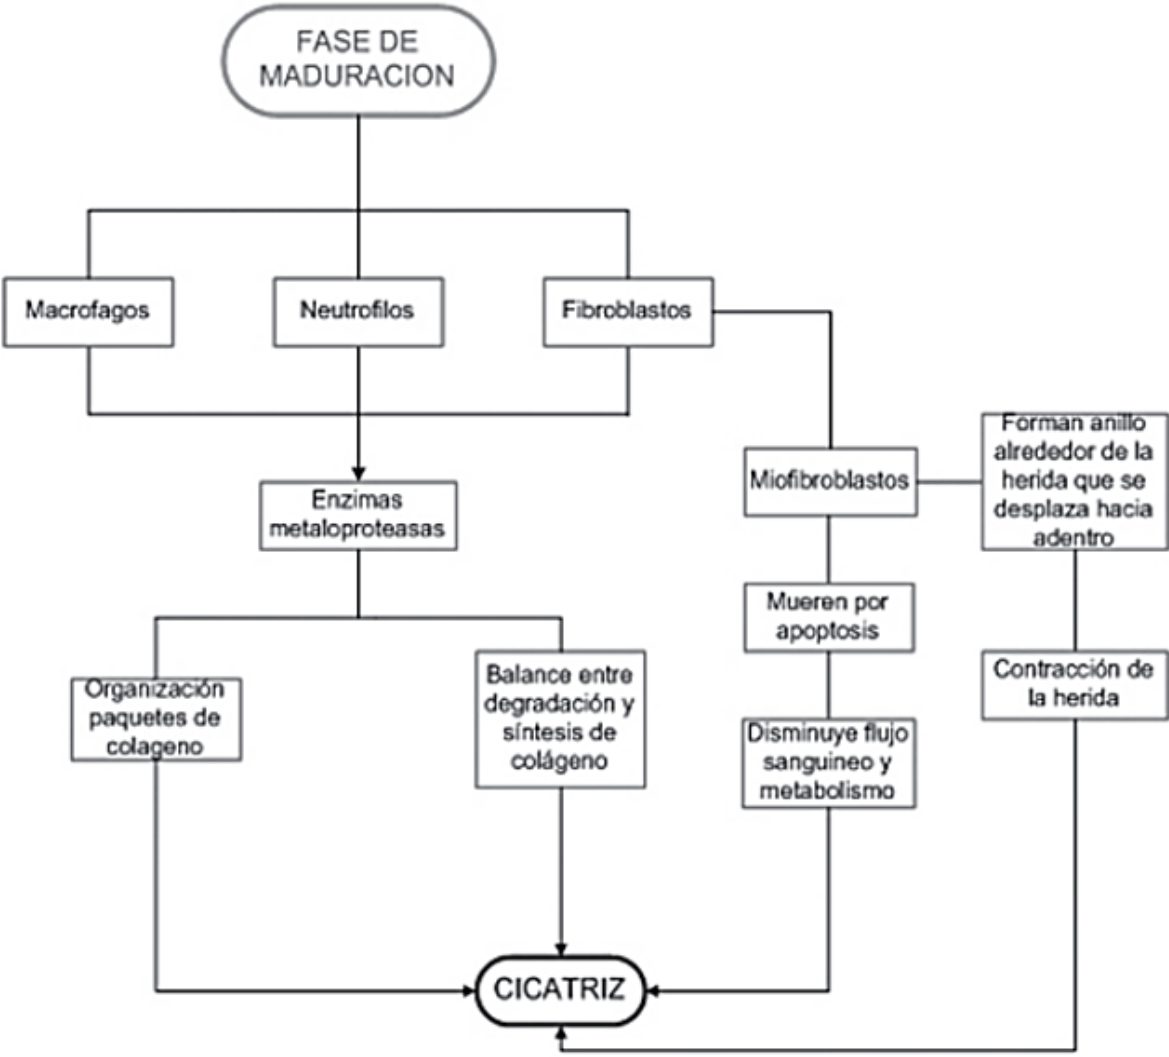 FASE DE
MADURACION
Macrofagos
Neutrofilos
Fibroblastos
Enzimas
metaloproteasas
Miofibroblastos
Forman anillo
alrededor de la
herida que se
desplaza hacia
adentro
Mueren por
apoptosis
Organización
paquetes de
colageno
Balance entre
degradación y
síntesis de
colágeno
Disminuye flujo
sanguineo y
metabolismo
Contracción de
la herida
CICATRIZ